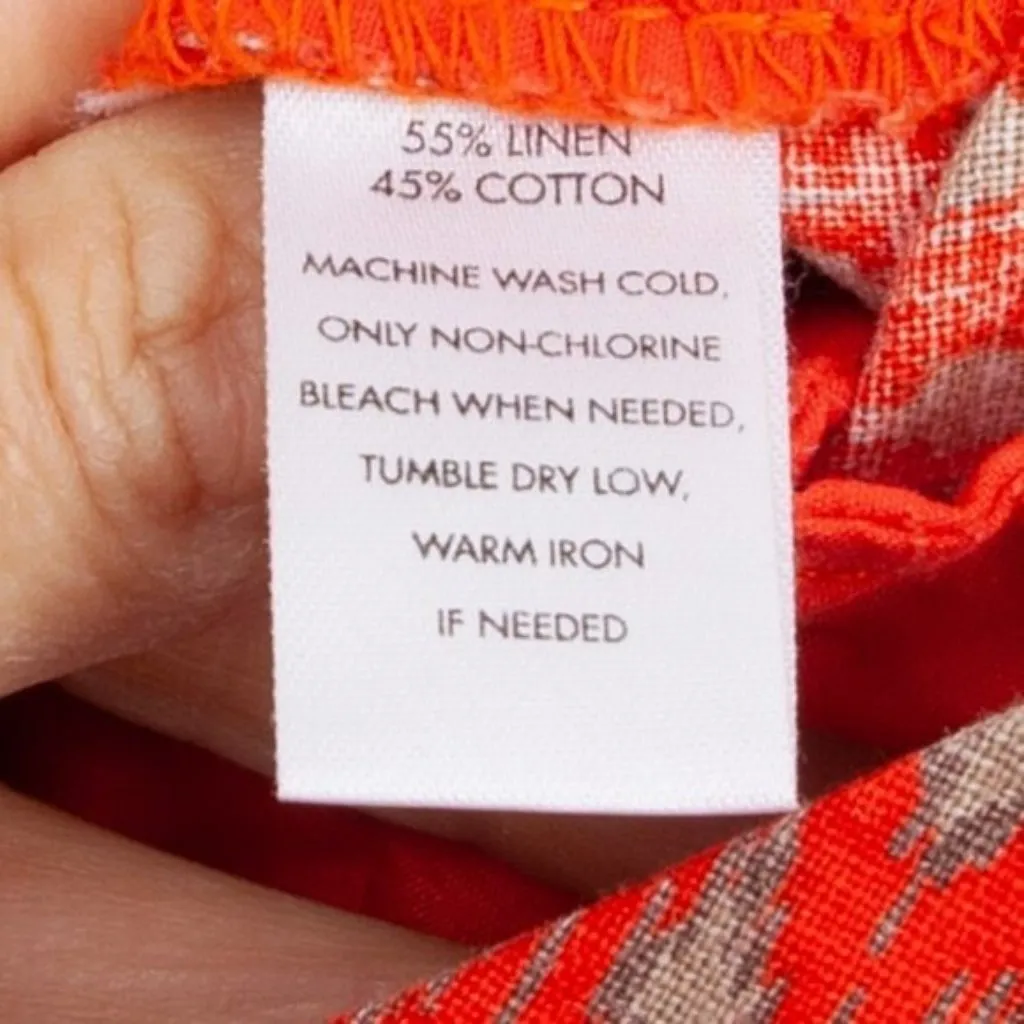 55% LINEN
45% COTTON
MACHINE WASH COLD,
ONLY NON-CHLORINE
BLEACH WHEN NEEDED,
TUMBLE DRY LOW,
WARM IRON
IF NEEDED